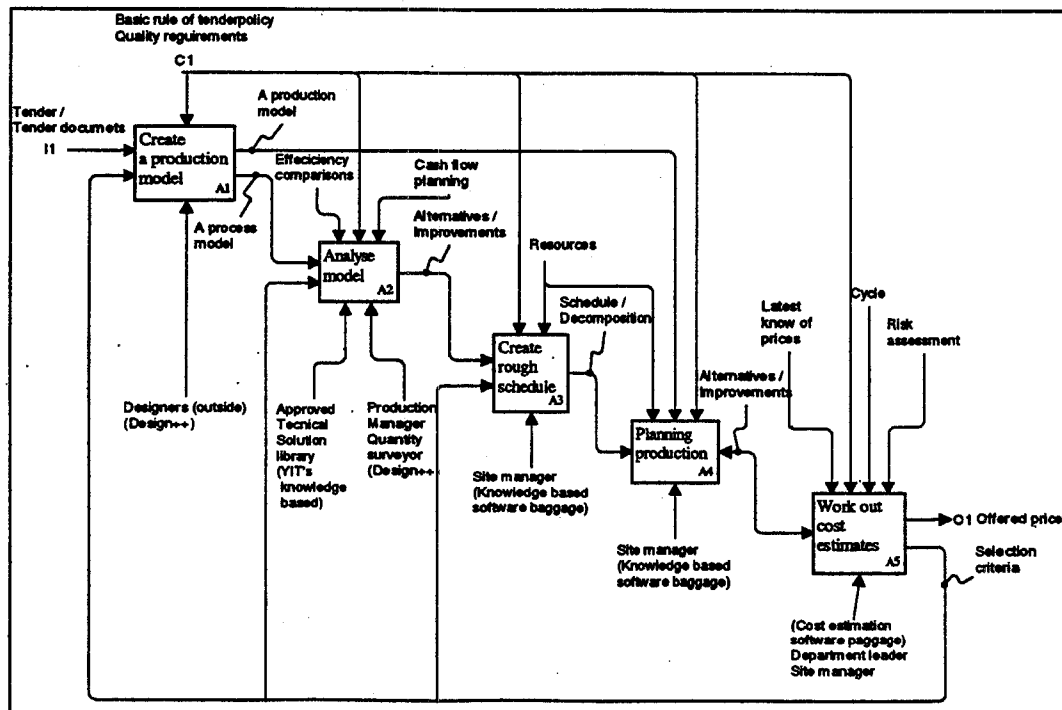 Basic rule of tenderpolicy
Quality reguirements
C1
Tender /
Tender documets
I1
Create
a production
model
A1
A production
model
A process
model
Effeciciency
comparisons
Cash flow
planning
Alternatives /
Improvements
Analyse
model
A2
Resources
Schedule /
Decomposition
Create
rough
schedule
A3
Latest
know of
prices
Cycle
Risk
assessment
Alternatives /
Improvements
Planning
production
A4
Designers (outside)
(Design++)
Approved
Tecnical
Solution
library
(YIT's
knowledge
based)
Production
Manager
Quantity
surveyor
(Design++)
Site manager
(Knowledge based
software baggage)
Site manager
(Knowledge based
software baggage)
Work out
cost
estimates
A5
O1 Offered price
Selection
criteria
(Cost estimation
software paggage)
Department leader
Site manager